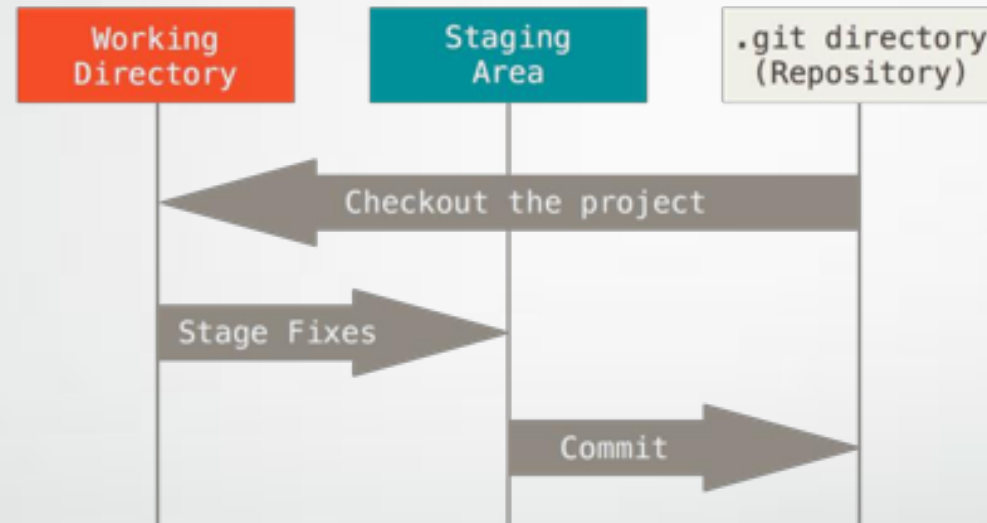 Working
Directory
Staging
Area
.git directory
(Repository)
Checkout the project
Stage Fixes
Commit